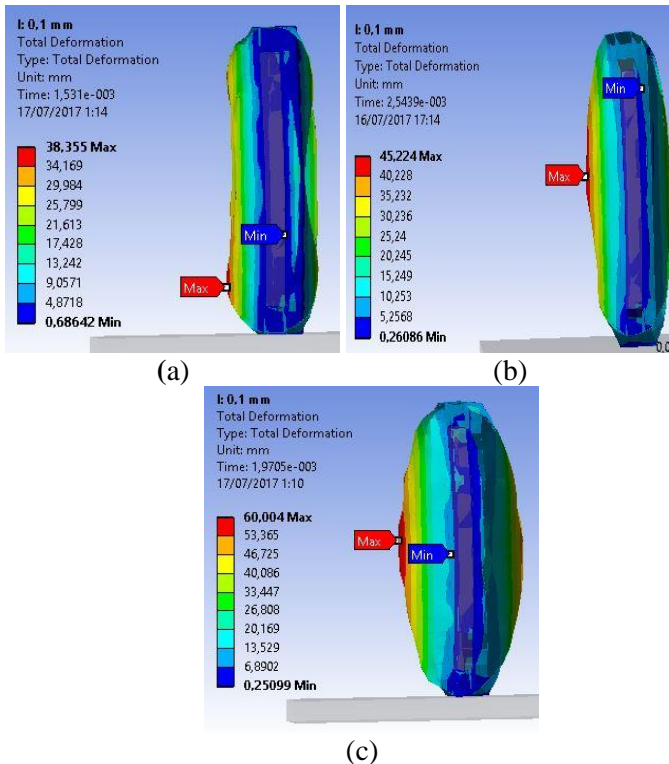 I: 0,1 mm
Total Deformation
Type: Total Deformation
Unit: mm
Time: 1,531e-003
17/07/2017 1:14
38,355 Max
34,169
29,984
25,799
21,613
17,428
13,242
9,0571
4,8718
0,68642 Min
Min
Max
(a)
I: 0,1 mm
Total Deformation
Type: Total Deformation
Unit: mm
Time: 2,5439e-003
16/07/2017 17:14
45,224 Max
40,228
35,232
30,236
25,24
20,245
15,249
10,253
5,2568
0,26086 Min
Min
Max
0,0
(b)
I: 0,1 mm
Total Deformation
Type: Total Deformation
Unit: mm
Time: 1,9705e-003
17/07/2017 1:10
60,004 Max
53,365
46,725
40,086
33,447
26,808
20,169
13,529
6,8902
0,25099 Min
Max
Min
(c)